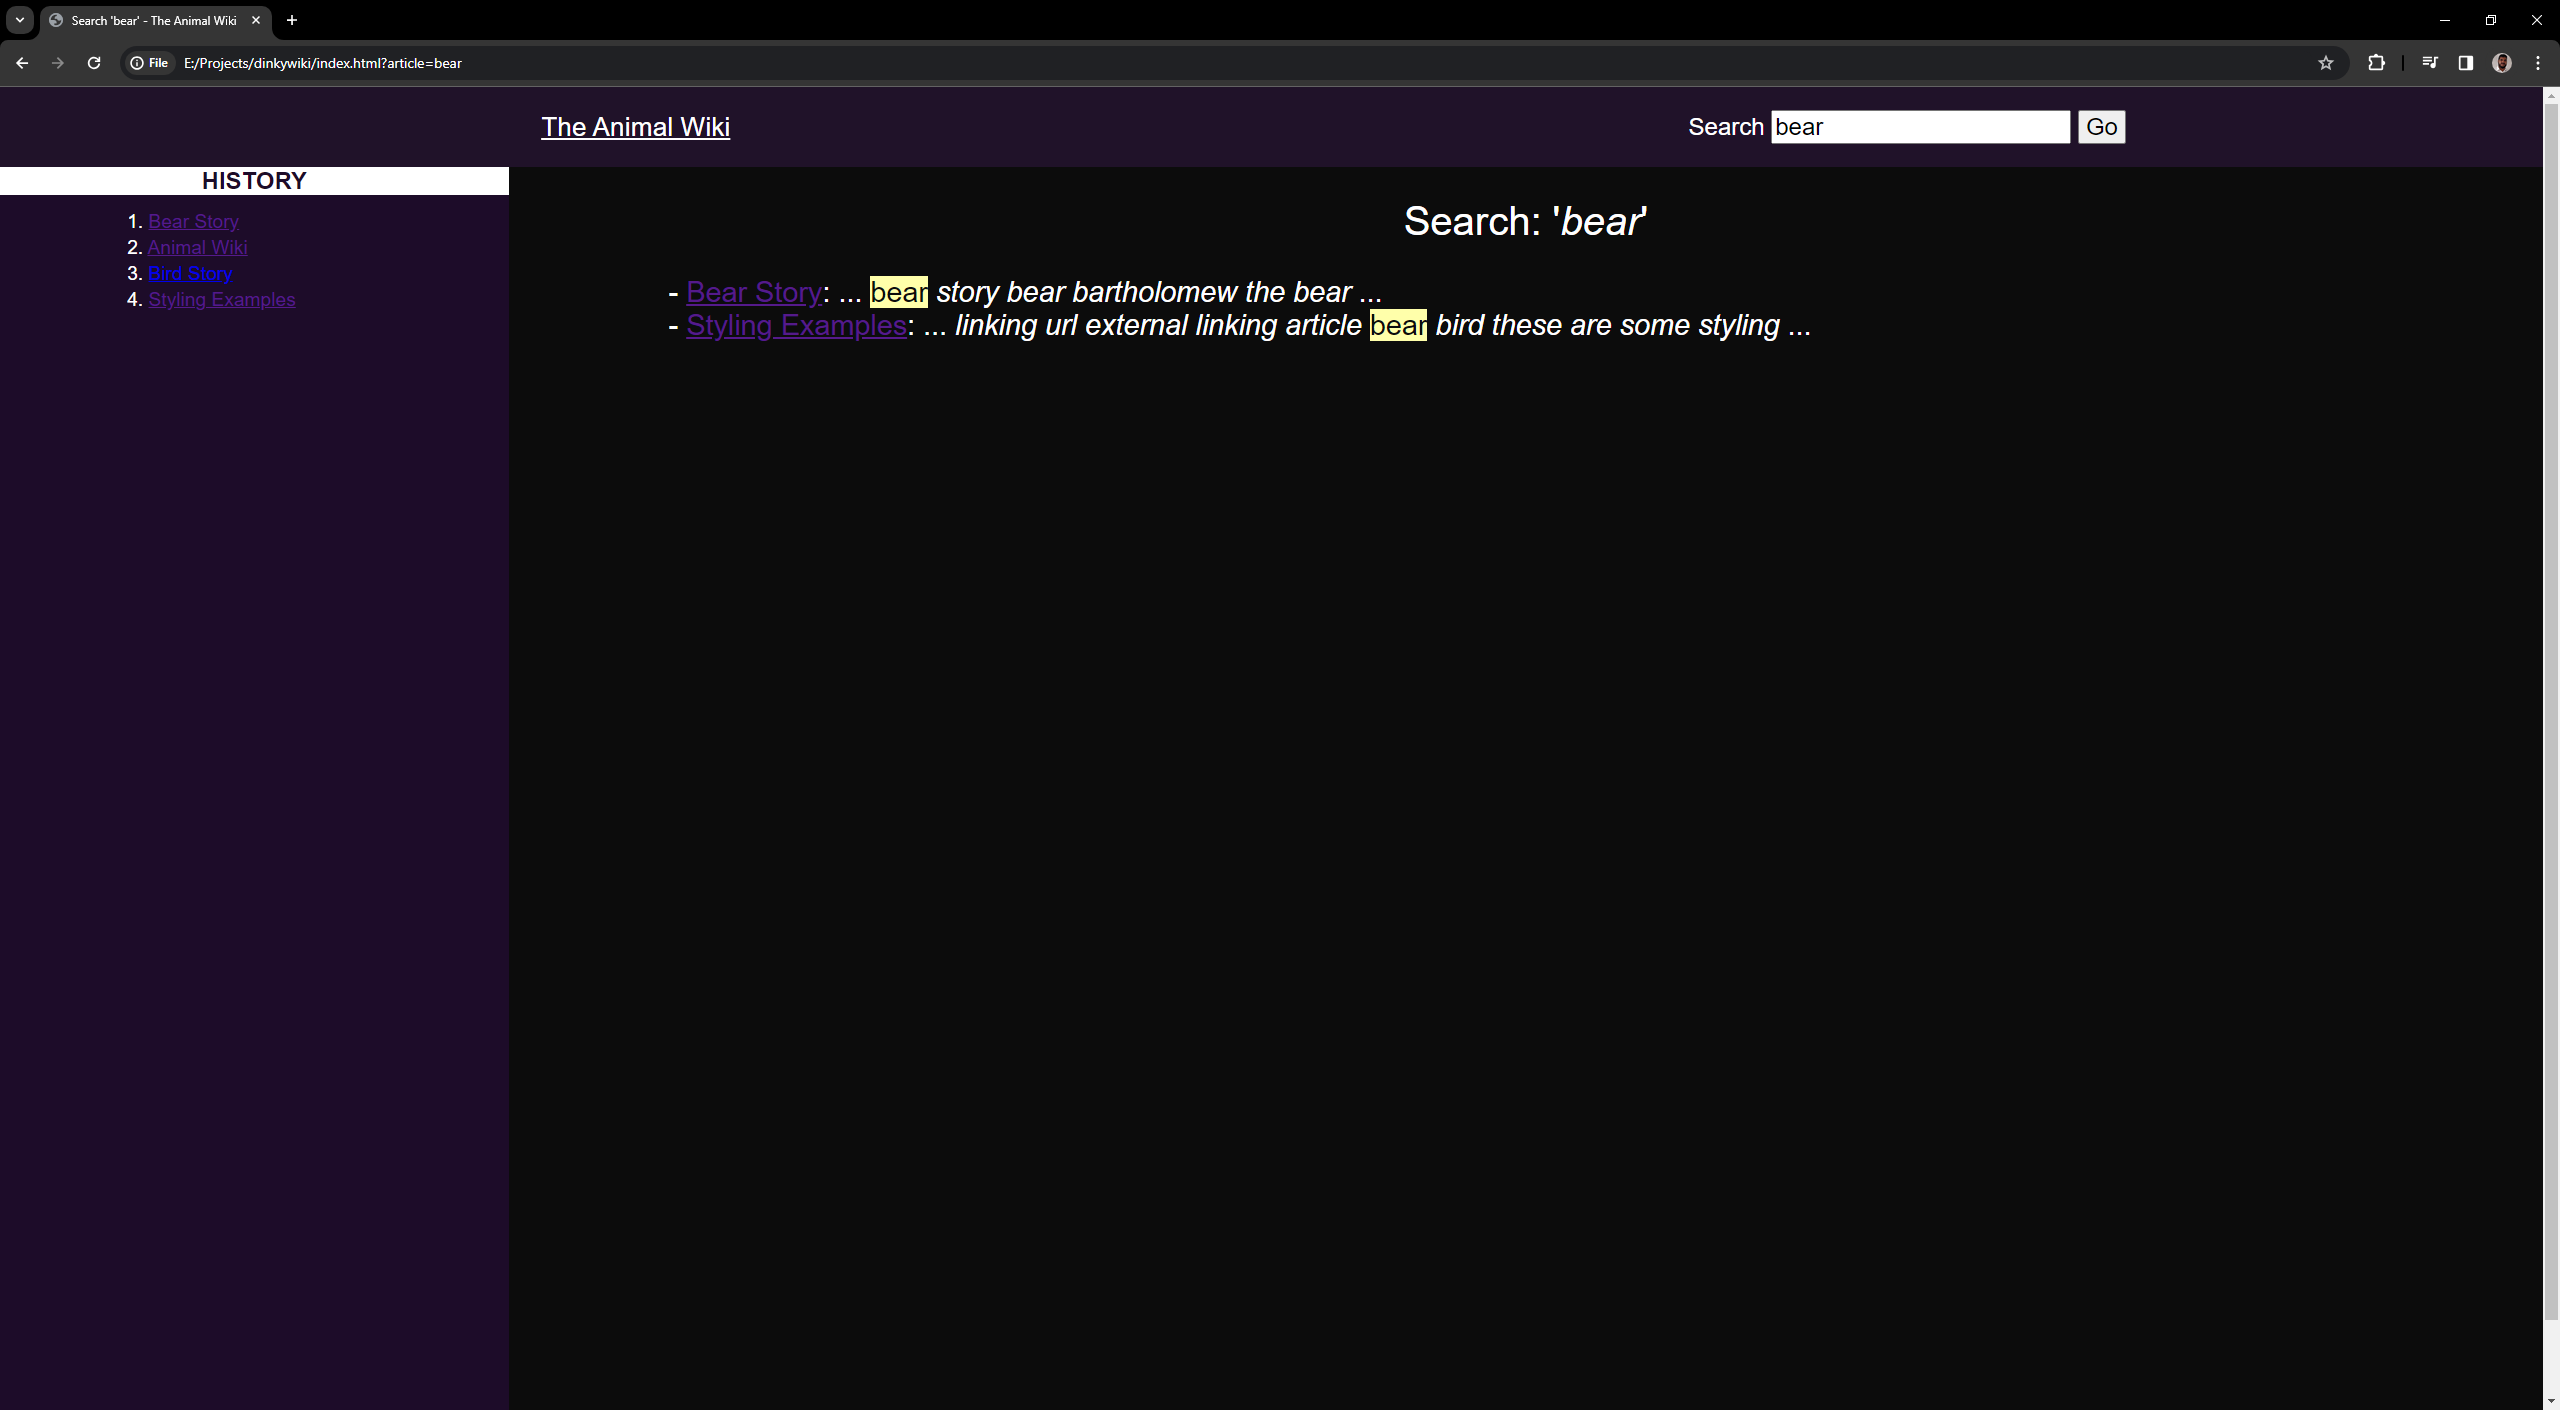 Search 'bear' - The Animal Wiki
File E:/Projects/dinkywiki/index.html?article=bear
The Animal Wiki
Search bear Go
HISTORY
1. Bear Story
2. Animal Wiki
3. Bird Story
4. Styling Examples
Search: 'bear'
- Bear Story: ... bear story bear bartholomew the bear ...
- Styling Examples: ... linking url external linking article bear bird these are some styling ...